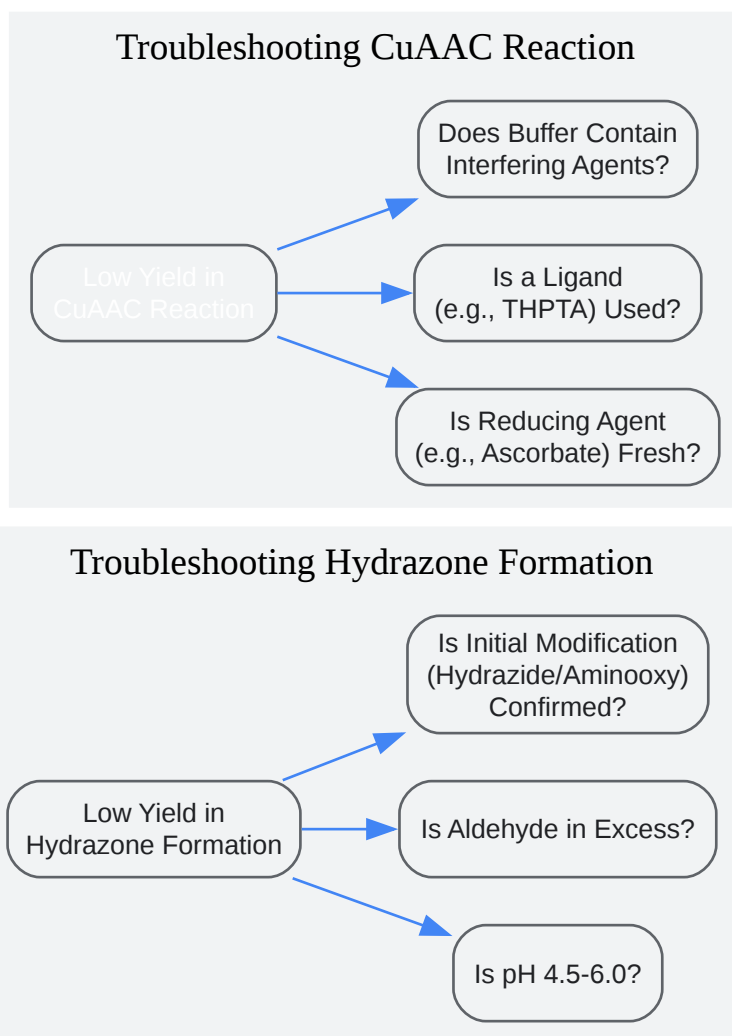 Troubleshooting CuAAC Reaction
Does Buffer Contain
Interfering Agents?
Low Yield in
CuAAC Reaction
Is a Ligand
(e.g., THPTA) Used?
Is Reducing Agent
(e.g., Ascorbate) Fresh?
Troubleshooting Hydrazone Formation
Is Initial Modification
(Hydrazide/Aminooxy)
Confirmed?
Low Yield in
Hydrazone Formation
Is Aldehyde in Excess?
Is pH 4.5-6.0?